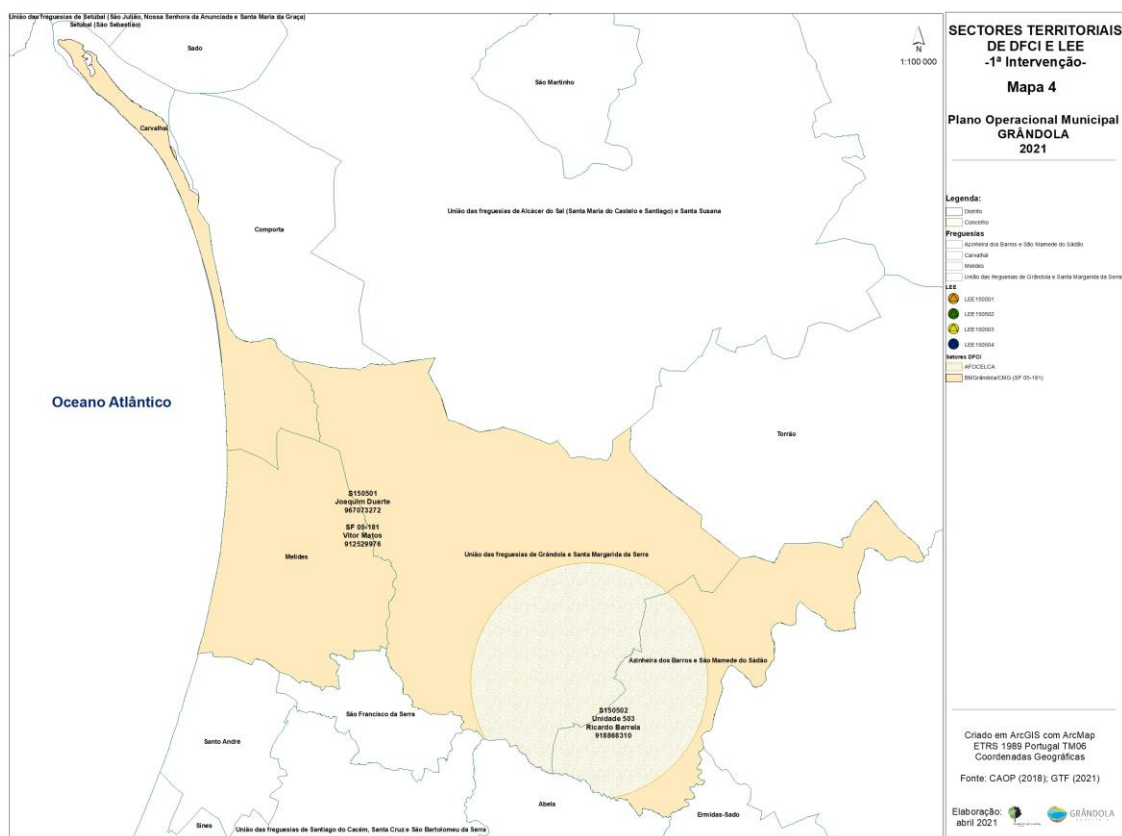 União das freguesias de Setúbal (São Julião, Nossa Senhora da Anunciada e Santa Maria da Graça)
Setúbal (São Sebastião)
Sado
São Martinho
Carvalhal
Comporta
União das freguesias de Alcácer do Sal (Santa Maria do Castelo e Santiago) e Santa Susana
Oceano Atlântico
Torrão
S150501
Joaquim Duarte
967073272
SF 05-181
Vitor Matos
912529976
Melides
União das freguesias de Grândola e Santa Margarida da Serra
Azinheira dos Barros e São Mamede do Sádão
S150502
Unidade 503
Ricardo Barrela
918868310
São Francisco da Serra
Santo André
Abela
Ermidas-Sado
Sines
União das freguesias de Santiago do Cacém, Santa Cruz e São Bartolomeu da Serra
N
1:100 000
SECTORES TERRITORIAIS
DE DFCI E LEE
-1ª Intervenção-
Mapa 4
Plano Operacional Municipal
GRÂNDOLA
2021
Legenda:
Distrito
Concelho
Freguesias
Azinheira dos Barros e São Mamede do Sádão
Carvalhal
Melides
União das freguesias de Grândola e Santa Margarida da Serra
LEE
LEE150501
LEE150502
LEE150503
LEE150504
Setores DFCI
AFOCELCA
BMGrândola/CMG (SF 05-181)
Criado em ArcGIS com ArcMap
ETRS 1989 Portugal TM06
Coordenadas Geográficas
Fonte: CAOP (2018); GTF (2021)
Elaboração:
abril 2021
GRÂNDOLA